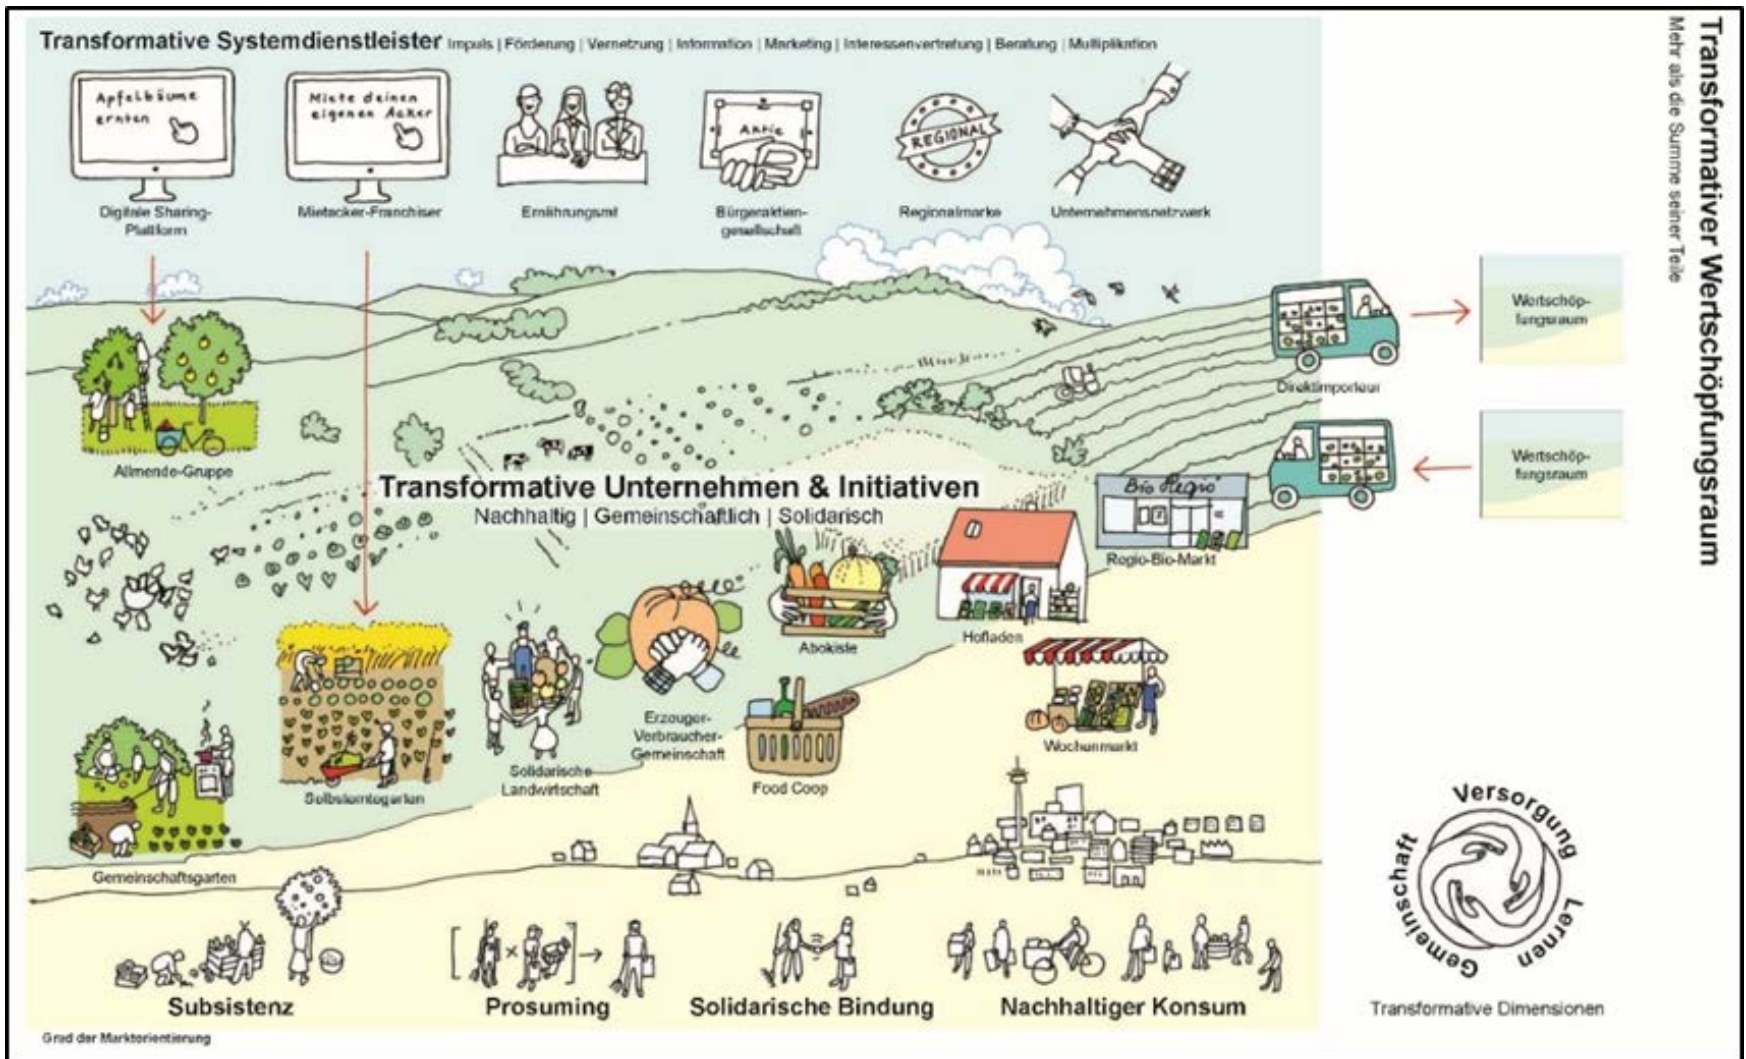 Transformative Systemdienstleister Impuls | Förderung | Vernetzung | Information | Marketing | Interessenvertretung | Beratung | Multiplikation
Apfelbäume
ernten
Miete deinen
eigenen Acker
Aktie
REGIONAL
Digitale Sharing-
Plattform
Mietacker-Franchiser
Ernährungsrat
Bürgeraktien-
gesellschaft
Regionalmarke
Unternehmensnetzwerk
Transformativer Wertschöpfungsraum
Mehr als die Summe seiner Teile
Wertschöp-
fungsraum
Direktimporteur
Wertschöp-
fungsraum
Allmende-Gruppe
Transformative Unternehmen & Initiativen
Nachhaltig | Gemeinschaftlich | Solidarisch
Bio Regio
Regio-Bio-Markt
Hofladen
Abokiste
Erzeuger-
Verbraucher-
Gemeinschaft
Wochenmarkt
Solidarische
Landwirtschaft
Food Coop
Selbsterntegarten
Gemeinschaftsgarten
Versorgung
Lernen
Gemeinschaft
Transformative Dimensionen
Subsistenz
Prosuming
Solidarische Bindung
Nachhaltiger Konsum
Grad der Marktorientierung